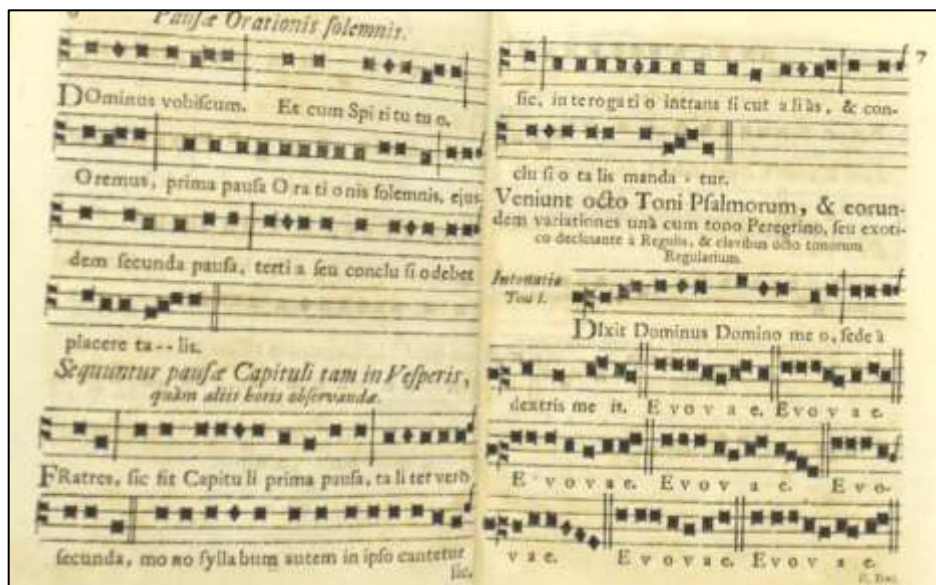 Pausæ Orationis solemnis.
DOminus vobiscum. Et cum Spi ri tu tu o.
Oremus, prima pausa O ra ti o nis solemnis, ejus
dem secunda pausa, terti a seu conclu si o debet
placere ta - - lis.
Sequuntur pausæ Capituli tam in Vesperis,
quàm aliis horis observandæ.
FRatres, sic fit Capitu li prima pausa, ta li ter verò
secunda, mo no syllabum autem in ipso cantetur
sic.
7
sic, in terogati o intrans si cut a li às, & con-
clu si o ta lis manda - tur.
Veniunt octo Toni Psalmorum, & eorun-
dem variationes unà cum tono Peregrino, seu exoti-
co declinante à Regulis, & clavibus octo tonorum
Regularium.
Intonatio
Toni I.
DIxit Dominus Domino me o, sede à
dextris me is. E v o v a e. E v o v a e.
E v o v a e. E v o v a e. E v o-
v a e. E v o v a e. E v o v a e.